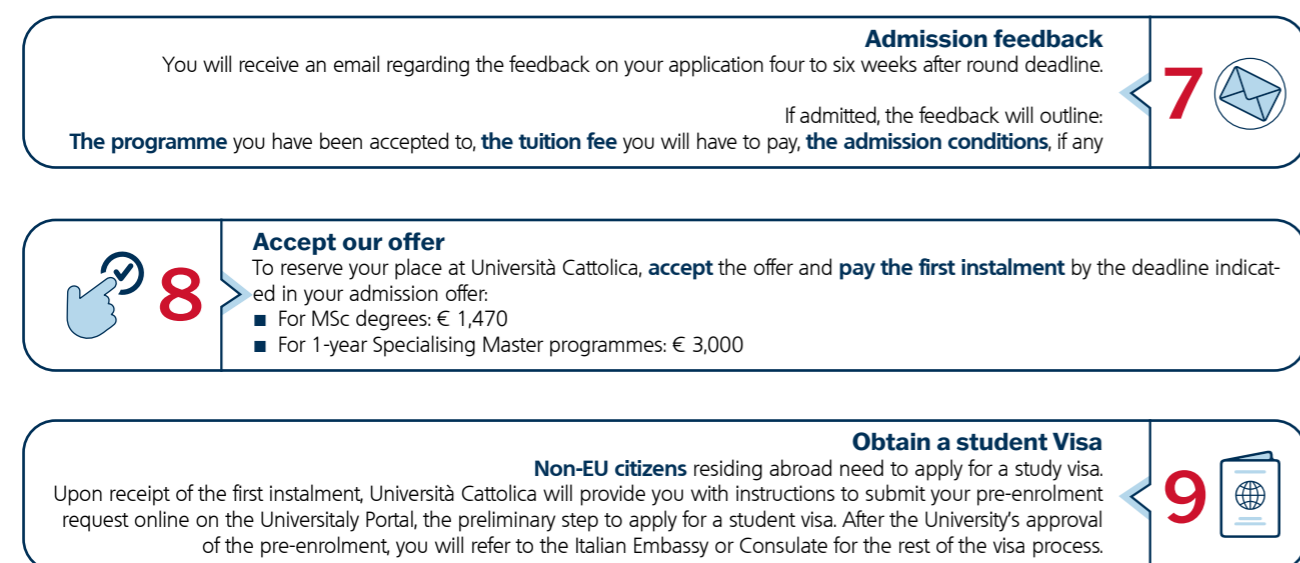 Admission feedback
You will receive an email regarding the feedback on your application four to six weeks after round deadline.
If admitted, the feedback will outline:
The programme you have been accepted to, the tuition fee you will have to pay, the admission conditions, if any
7
8
Accept our offer
To reserve your place at Università Cattolica, accept the offer and pay the first instalment by the deadline indicat-
ed in your admission offer:
■ For MSc degrees: € 1,470
■ For 1-year Specialising Master programmes: € 3,000
Obtain a student Visa
Non-EU citizens residing abroad need to apply for a study visa.
Upon receipt of the first instalment, Università Cattolica will provide you with instructions to submit your pre-enrolment
request online on the Universitaly Portal, the preliminary step to apply for a student visa. After the University's approval
of the pre-enrolment, you will refer to the Italian Embassy or Consulate for the rest of the visa process.
9